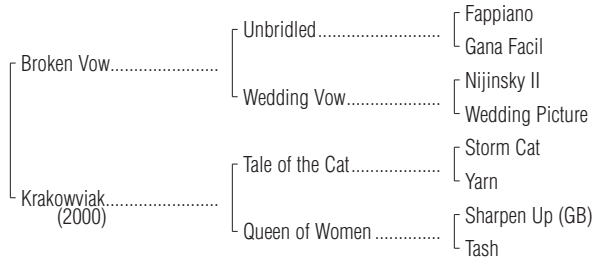 Fappiano
Unbridled..........................
Gana Facil
Broken Vow.......................
Nijinsky II
Wedding Vow....................
Wedding Picture
Storm Cat
Tale of the Cat...................
Yarn
Krakowviak........................
(2000)
Sharpen Up (GB)
Queen of Women ..............
Tash